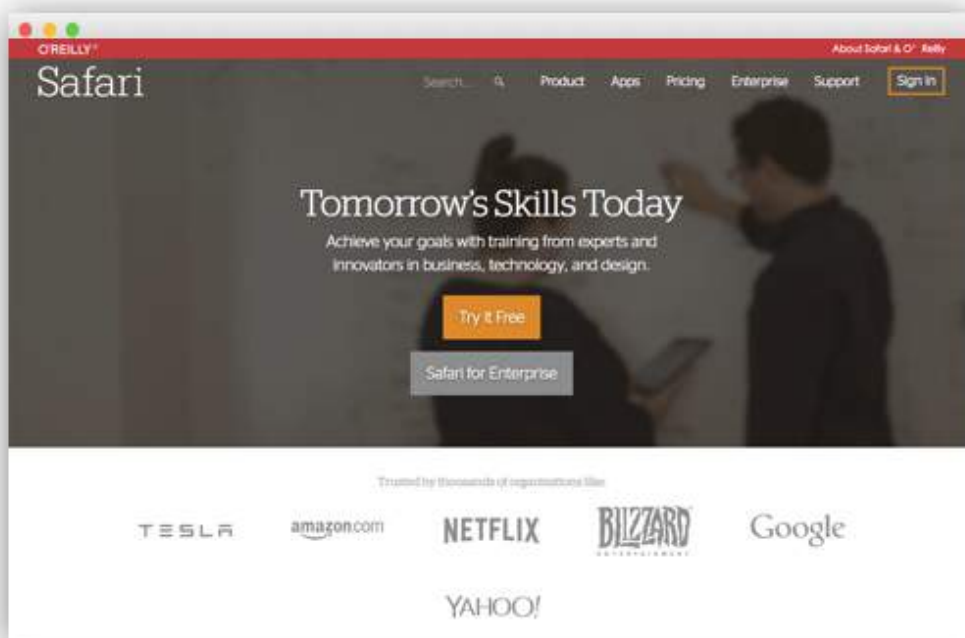 O'REILLY®
About Safari & O' Reilly
Safari
Search...
Product
Apps
Pricing
Enterprise
Support
Sign In
Tomorrow's Skills Today
Achieve your goals with training from experts and
innovators in business, technology, and design.
Try It Free
Safari for Enterprise
Trusted by thousands of organizations like:
TESLA
amazon.com
NETFLIX
BLIZZARD
ENTERTAINMENT
Google
YAHOO!